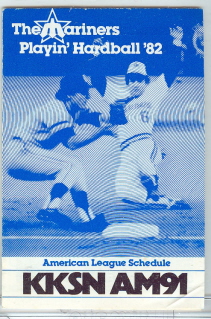 The Mariners
Playin' Hardball '82
American League Schedule
KKSN AM91